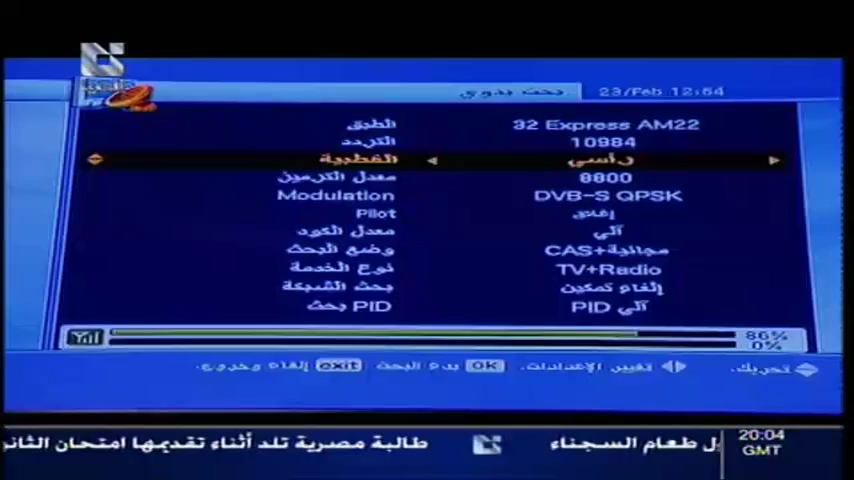 بحث يدوي 23/Feb 12:54
الطبق 32 Express AM22
التردد 10984
القطبية رأسي
معدل الترميز 8800
Modulation DVB-S QPSK
Pilot إغلاق
معدل الكود آلي
وضع البحث مجانية+CAS
نوع الخدمة TV+Radio
بحث الشبكة إلغاء تمكين
بحث PID آلي PID
86%
0%
تحريك. تغيير الإعدادات. OK بدء البحث exit إلغاء وخروج.
ل طعام السجناء طالبة مصرية تلد أثناء تقديمها امتحان الثانو
20:04
GMT